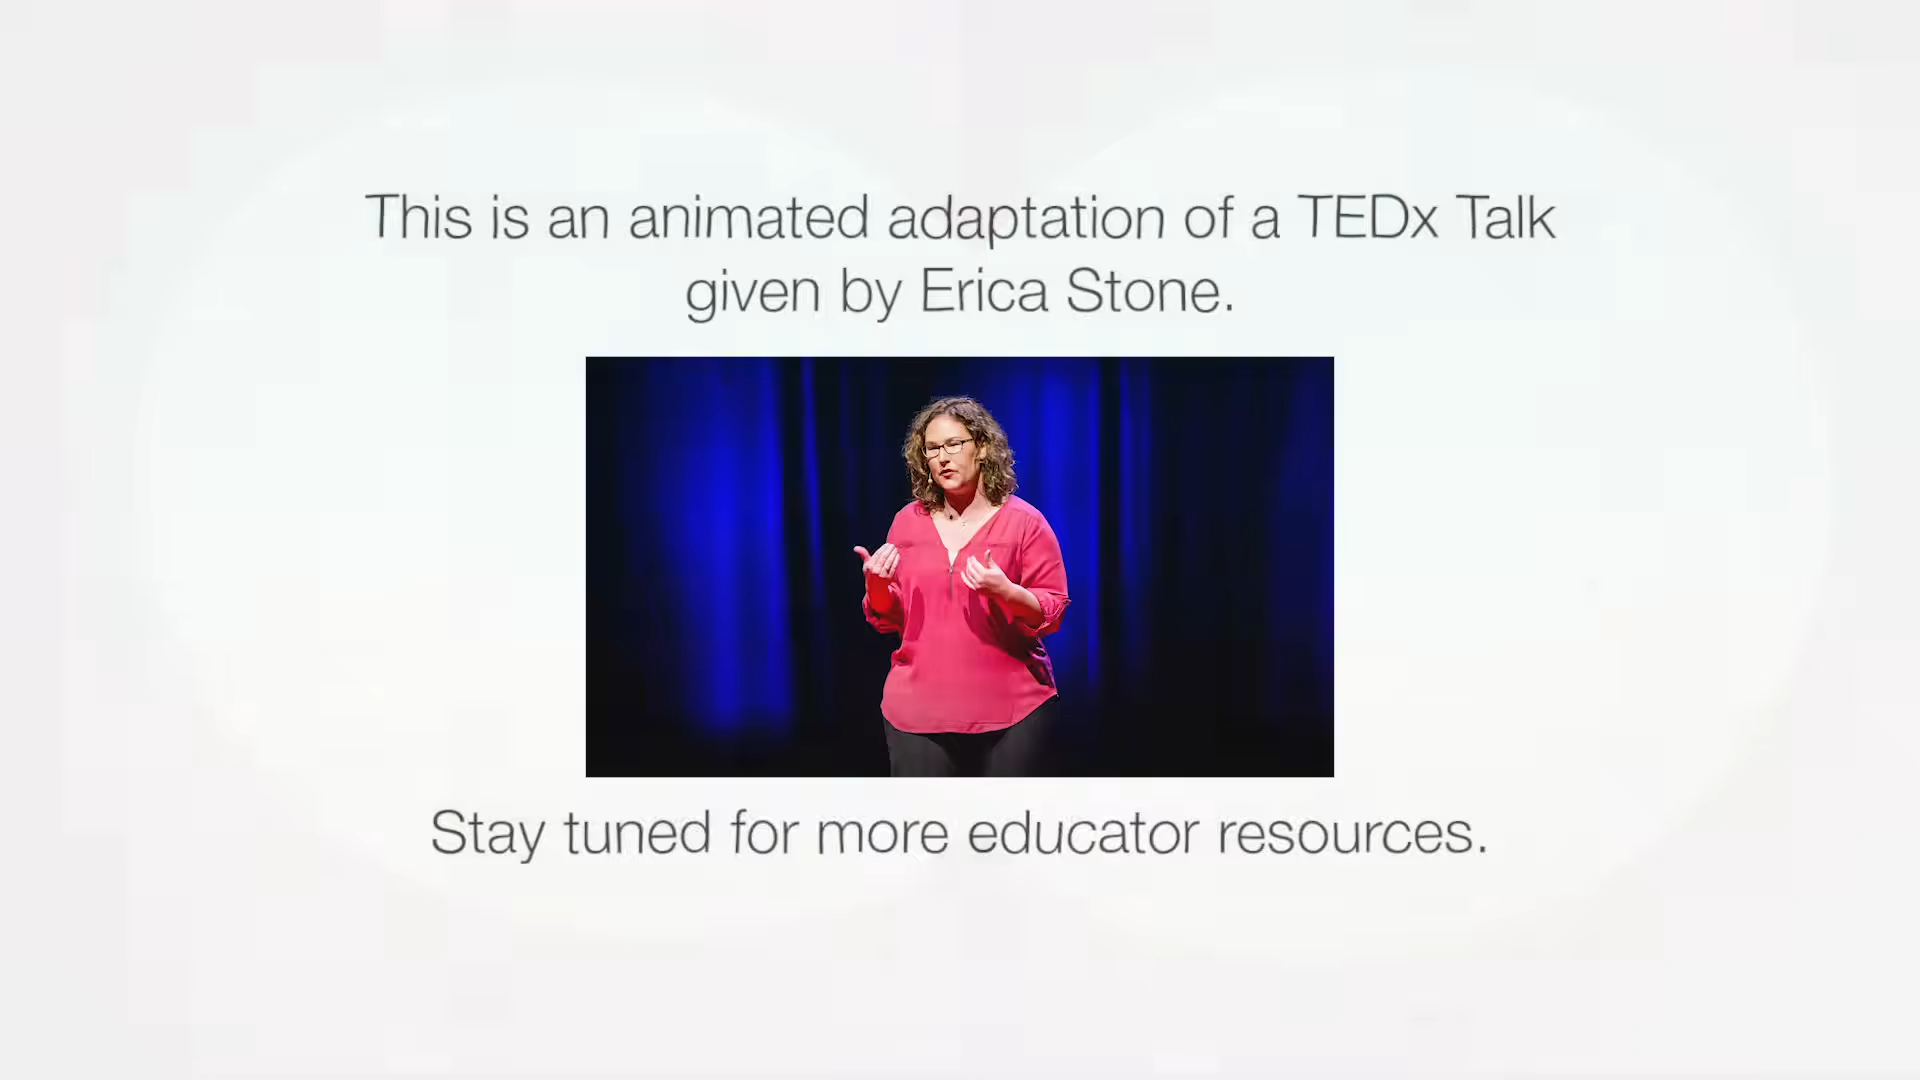 This is an animated adaptation of a TEDx Talk
given by Erica Stone.
Stay tuned for more educator resources.